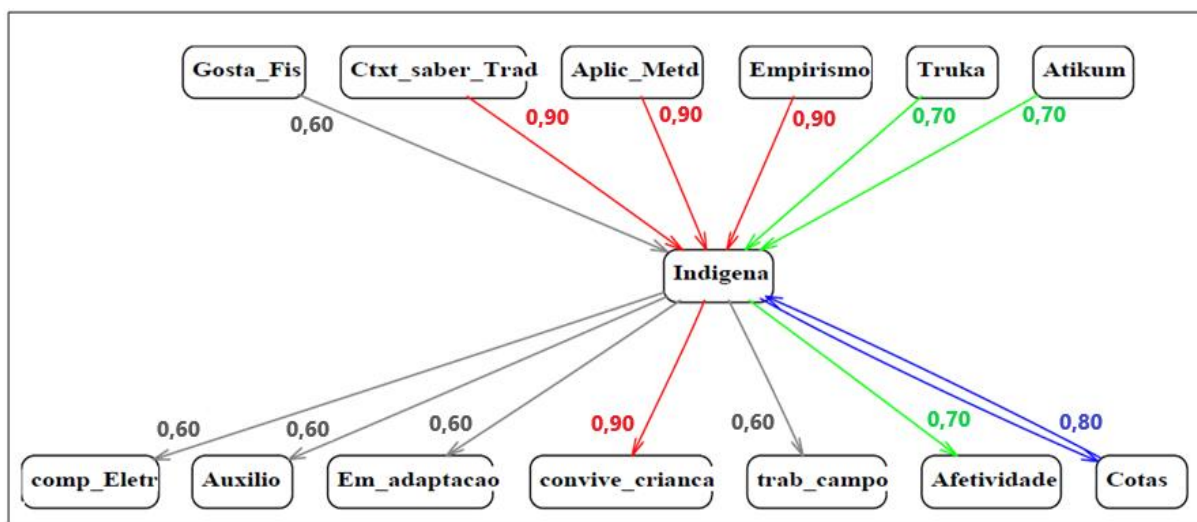 Gosta_Fis Ctxt_saber_Trad Aplic_Metd Empirismo Truka Atikum
0,60 0,90 0,90 0,90 0,70 0,70
Indigena
0,60 0,60 0,60 0,90 0,60 0,70 0,80
comp_Eletr Auxilio Em_adaptacao convive_crianca trab_campo Afetividade Cotas